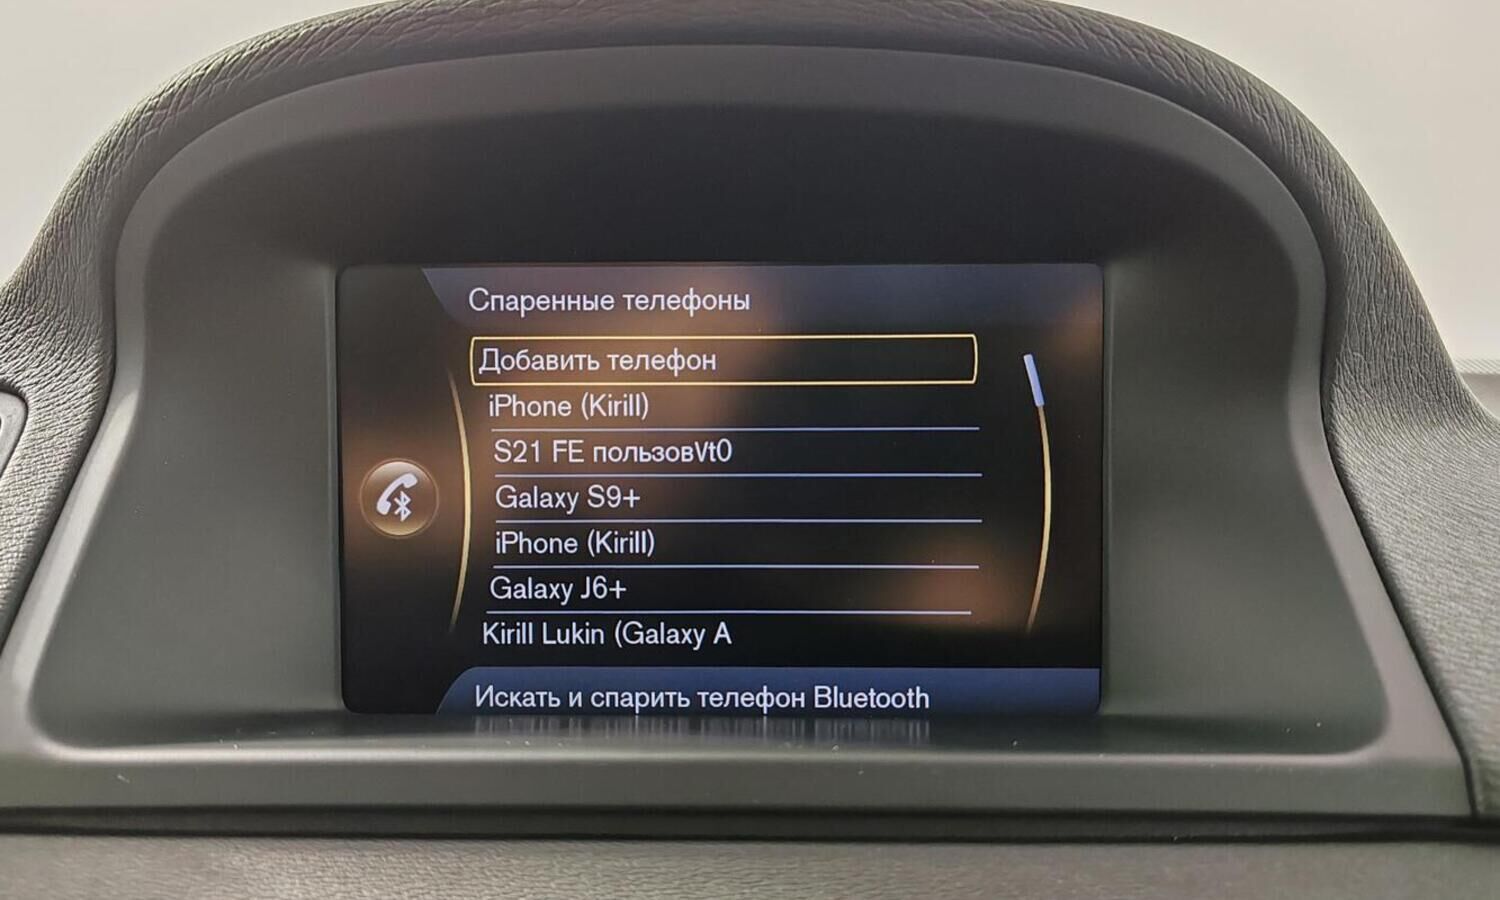 Спаренные телефоны
Добавить телефон
iPhone (Kirill)
S21 FE пользовVt0
Galaxy S9+
iPhone (Kirill)
Galaxy J6+
Kirill Lukin (Galaxy A
Искать и спарить телефон Bluetooth